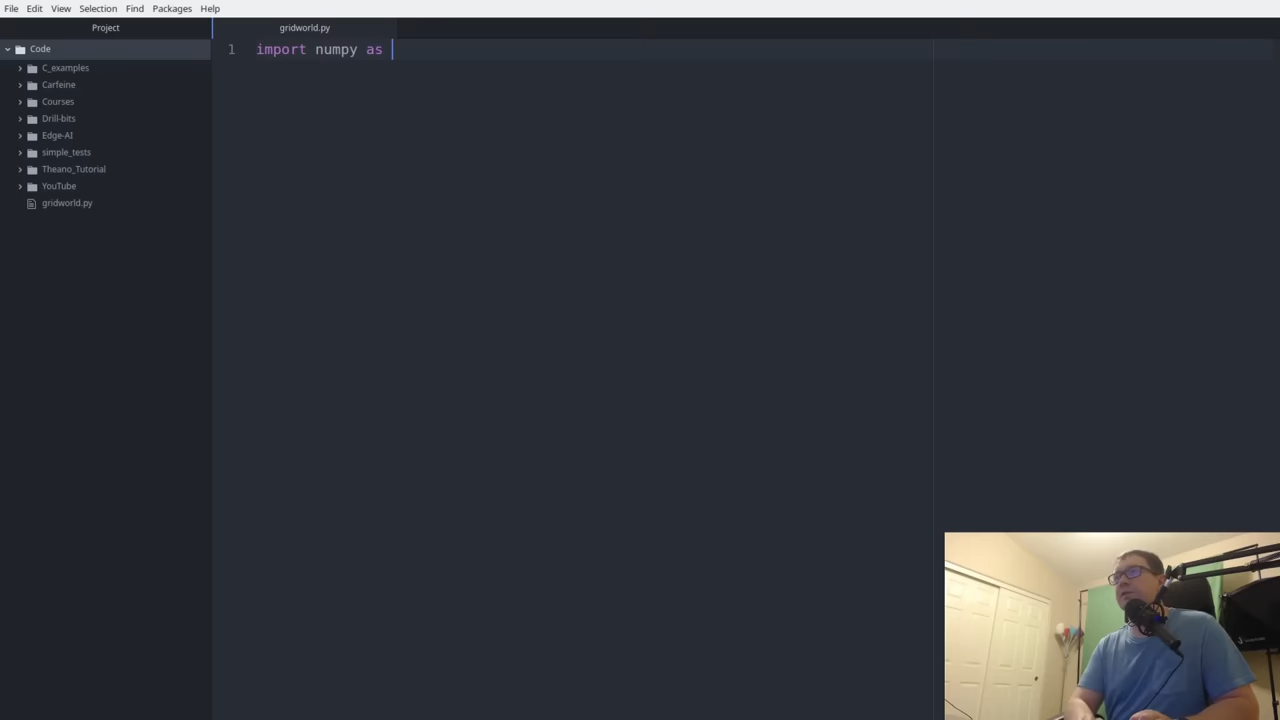 File Edit View Selection Find Packages Help
Project
gridworld.py
Code
C_examples
Carfeine
Courses
Drill-bits
Edge-AI
simple_tests
Theano_Tutorial
YouTube
gridworld.py
1 import numpy as